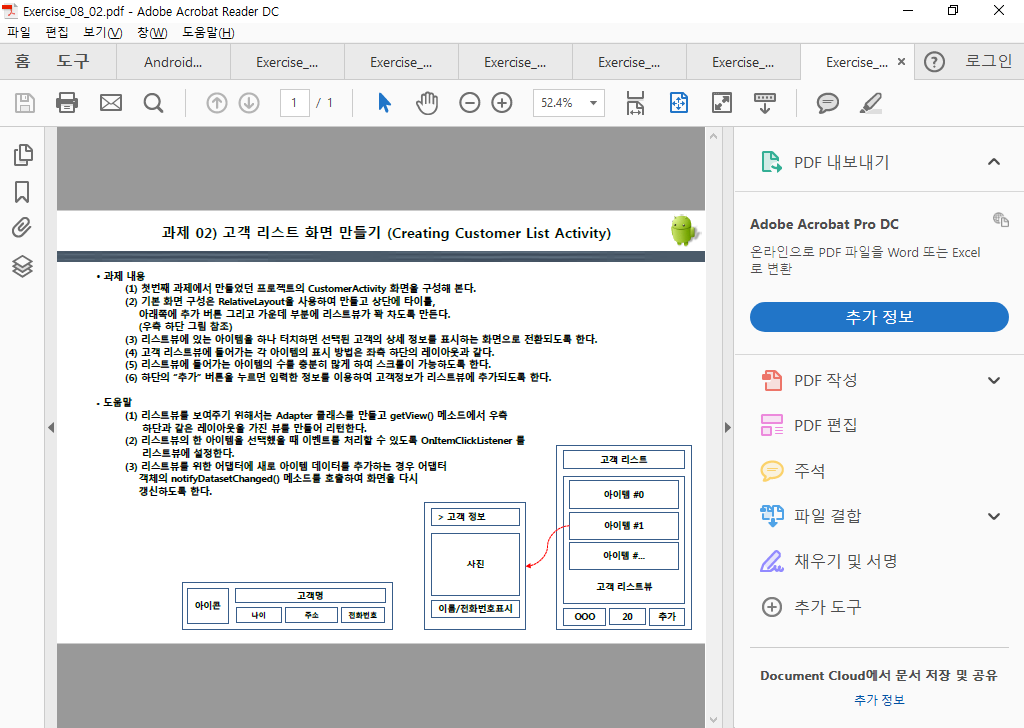 Exercise_08_02.pdf - Adobe Acrobat Reader DC
파일 편집 보기(V) 창(W) 도움말(H)
홈 도구 Android... Exercise_... Exercise_... Exercise_... Exercise_... Exercise_... Exercise_... 로그인
1 / 1 52.4%
과제 02) 고객 리스트 화면 만들기 (Creating Customer List Activity)
• 과제 내용
(1) 첫번째 과제에서 만들었던 프로젝트의 CustomerActivity 화면을 구성해 본다.
(2) 기본 화면 구성은 RelativeLayout을 사용하여 만들고 상단에 타이틀,
아래쪽에 추가 버튼 그리고 가운데 부분에 리스트뷰가 꽉 차도록 만든다.
(우측 하단 그림 참조)
(3) 리스트뷰에 있는 아이템을 하나 터치하면 선택된 고객의 상세 정보를 표시하는 화면으로 전환되도록 한다.
(4) 고객 리스트뷰에 들어가는 각 아이템의 표시 방법은 좌측 하단의 레이아웃과 같다.
(5) 리스트뷰에 들어가는 아이템의 수를 충분히 많게 하여 스크롤이 가능하도록 한다.
(6) 하단의 “추가” 버튼을 누르면 입력한 정보를 이용하여 고객정보가 리스트뷰에 추가되도록 한다.
• 도움말
(1) 리스트뷰를 보여주기 위해서는 Adapter 클래스를 만들고 getView() 메소드에서 우측
하단과 같은 레이아웃을 가진 뷰를 만들어 리턴한다.
(2) 리스트뷰의 한 아이템을 선택했을 때 이벤트를 처리할 수 있도록 OnItemClickListener 를
리스트뷰에 설정한다.
(3) 리스트뷰를 위한 어댑터에 새로 아이템 데이터를 추가하는 경우 어댑터
객체의 notifyDatasetChanged() 메소드를 호출하여 화면을 다시
갱신하도록 한다.
아이콘
고객명
나이 주소 전화번호
> 고객 정보
사진
이름/전화번호표시
고객 리스트
아이템 #0
아이템 #1
아이템 #...
고객 리스트뷰
OOO 20 추가
PDF 내보내기
Adobe Acrobat Pro DC
온라인으로 PDF 파일을 Word 또는 Excel
로 변환
추가 정보
PDF 작성
PDF 편집
주석
파일 결합
채우기 및 서명
추가 도구
Document Cloud에서 문서 저장 및 공유
추가 정보